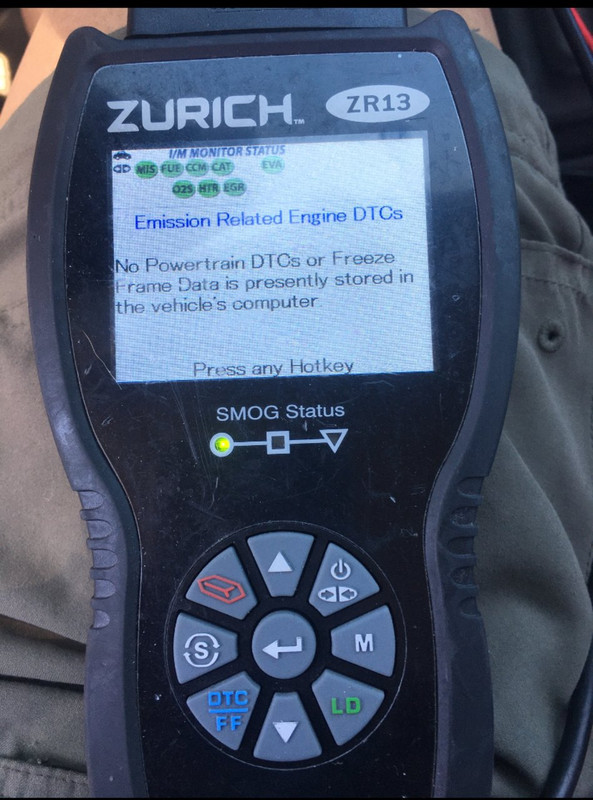 ZURICH™ ZR13
I/M MONITOR STATUS
MIS FUE CCM CAT EVA
O2S HTR EGR
Emission Related Engine DTCs
No Powertrain DTCs or Freeze
Frame Data is presently stored in
the vehicle's computer.
Press any Hotkey
SMOG Status
S
M
DTC
FF
LD